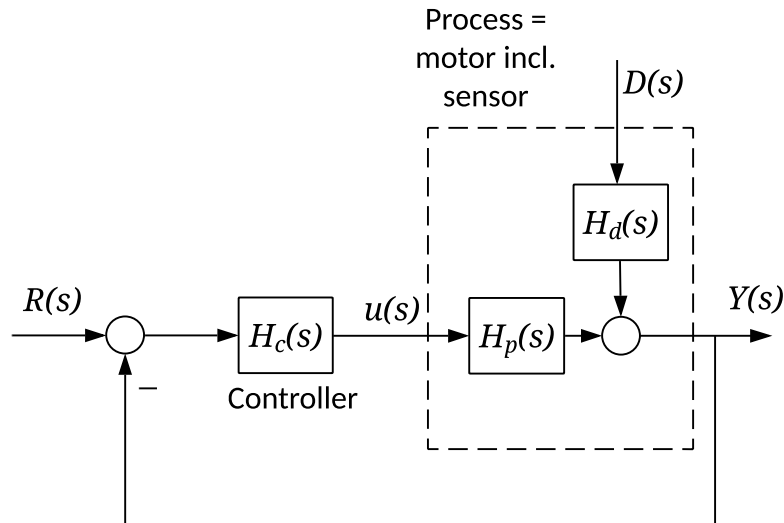 Process =
motor incl.
sensor
D(s)
H_d(s)
R(s)
H_c(s)
u(s)
H_p(s)
Y(s)
–
Controller